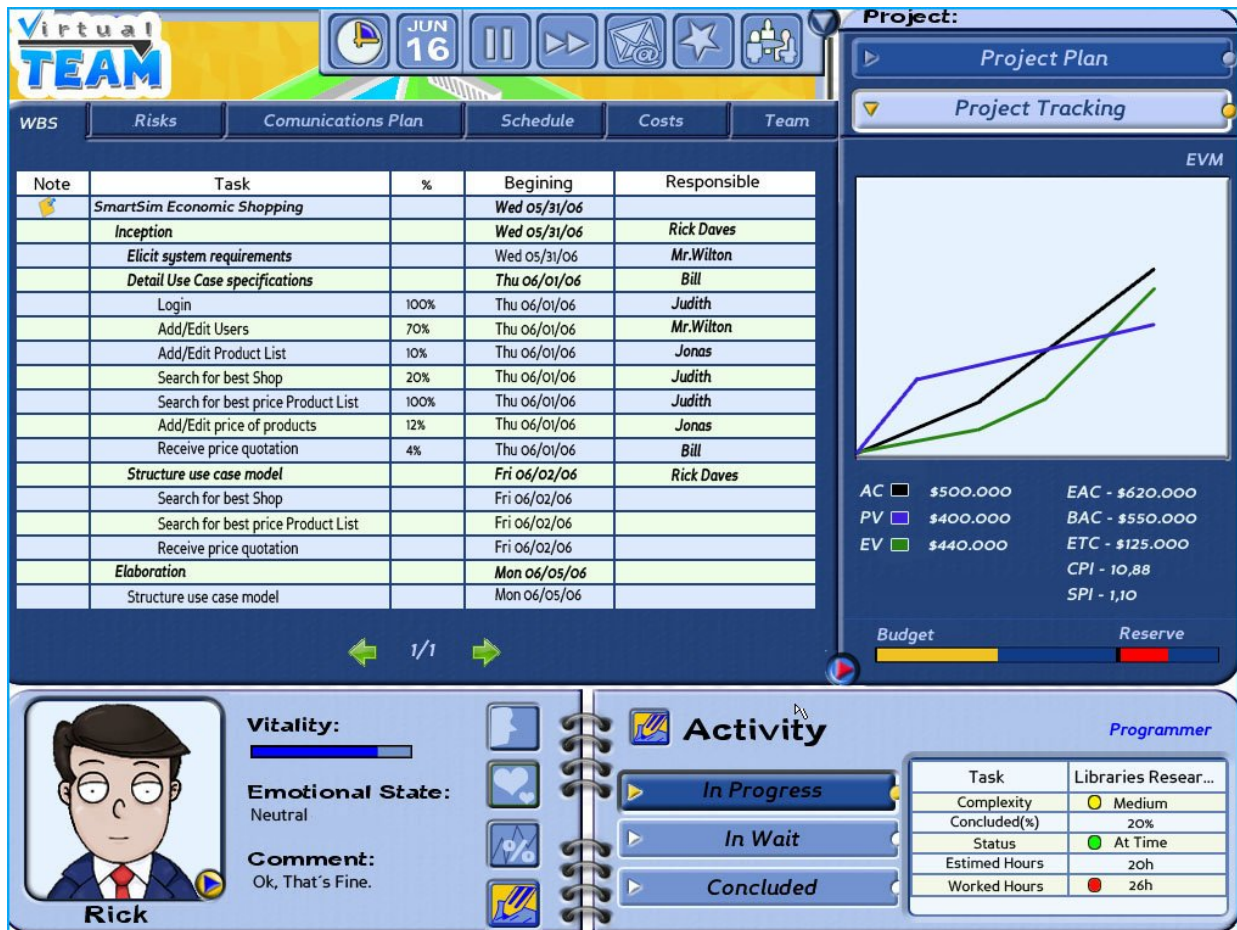 Virtual
TEAM
JUN
16
Project:
Project Plan
Project Tracking
WBS Risks Comunications Plan Schedule Costs Team
EVM
Note Task % Begining Responsible
SmartSim Economic Shopping Wed 05/31/06
Inception Wed 05/31/06 Rick Daves
Elicit system requirements Wed 05/31/06 Mr.Wilton
Detail Use Case specifications Thu 06/01/06 Bill
Login 100% Thu 06/01/06 Judith
Add/Edit Users 70% Thu 06/01/06 Mr.Wilton
Add/Edit Product List 10% Thu 06/01/06 Jonas
Search for best Shop 20% Thu 06/01/06 Judith
Search for best price Product List 100% Thu 06/01/06 Judith
Add/Edit price of products 12% Thu 06/01/06 Jonas
Receive price quotation 4% Thu 06/01/06 Bill
Structure use case model Fri 06/02/06 Rick Daves
Search for best Shop Fri 06/02/06
Search for best price Product List Fri 06/02/06
Receive price quotation Fri 06/02/06
Elaboration Mon 06/05/06
Structure use case model Mon 06/05/06
1/1
AC $500.000 EAC - $620.000
PV $400.000 BAC - $550.000
EV $440.000 ETC - $125.000
CPI - 10,88
SPI - 1,10
Budget Reserve
Vitality:
Emotional State:
Neutral
Comment:
Ok, That´s Fine.
Rick
%
Activity
Programmer
In Progress
In Wait
Concluded
Task Libraries Resear...
Complexity Medium
Concluded(%) 20%
Status At Time
Estimed Hours 20h
Worked Hours 26h